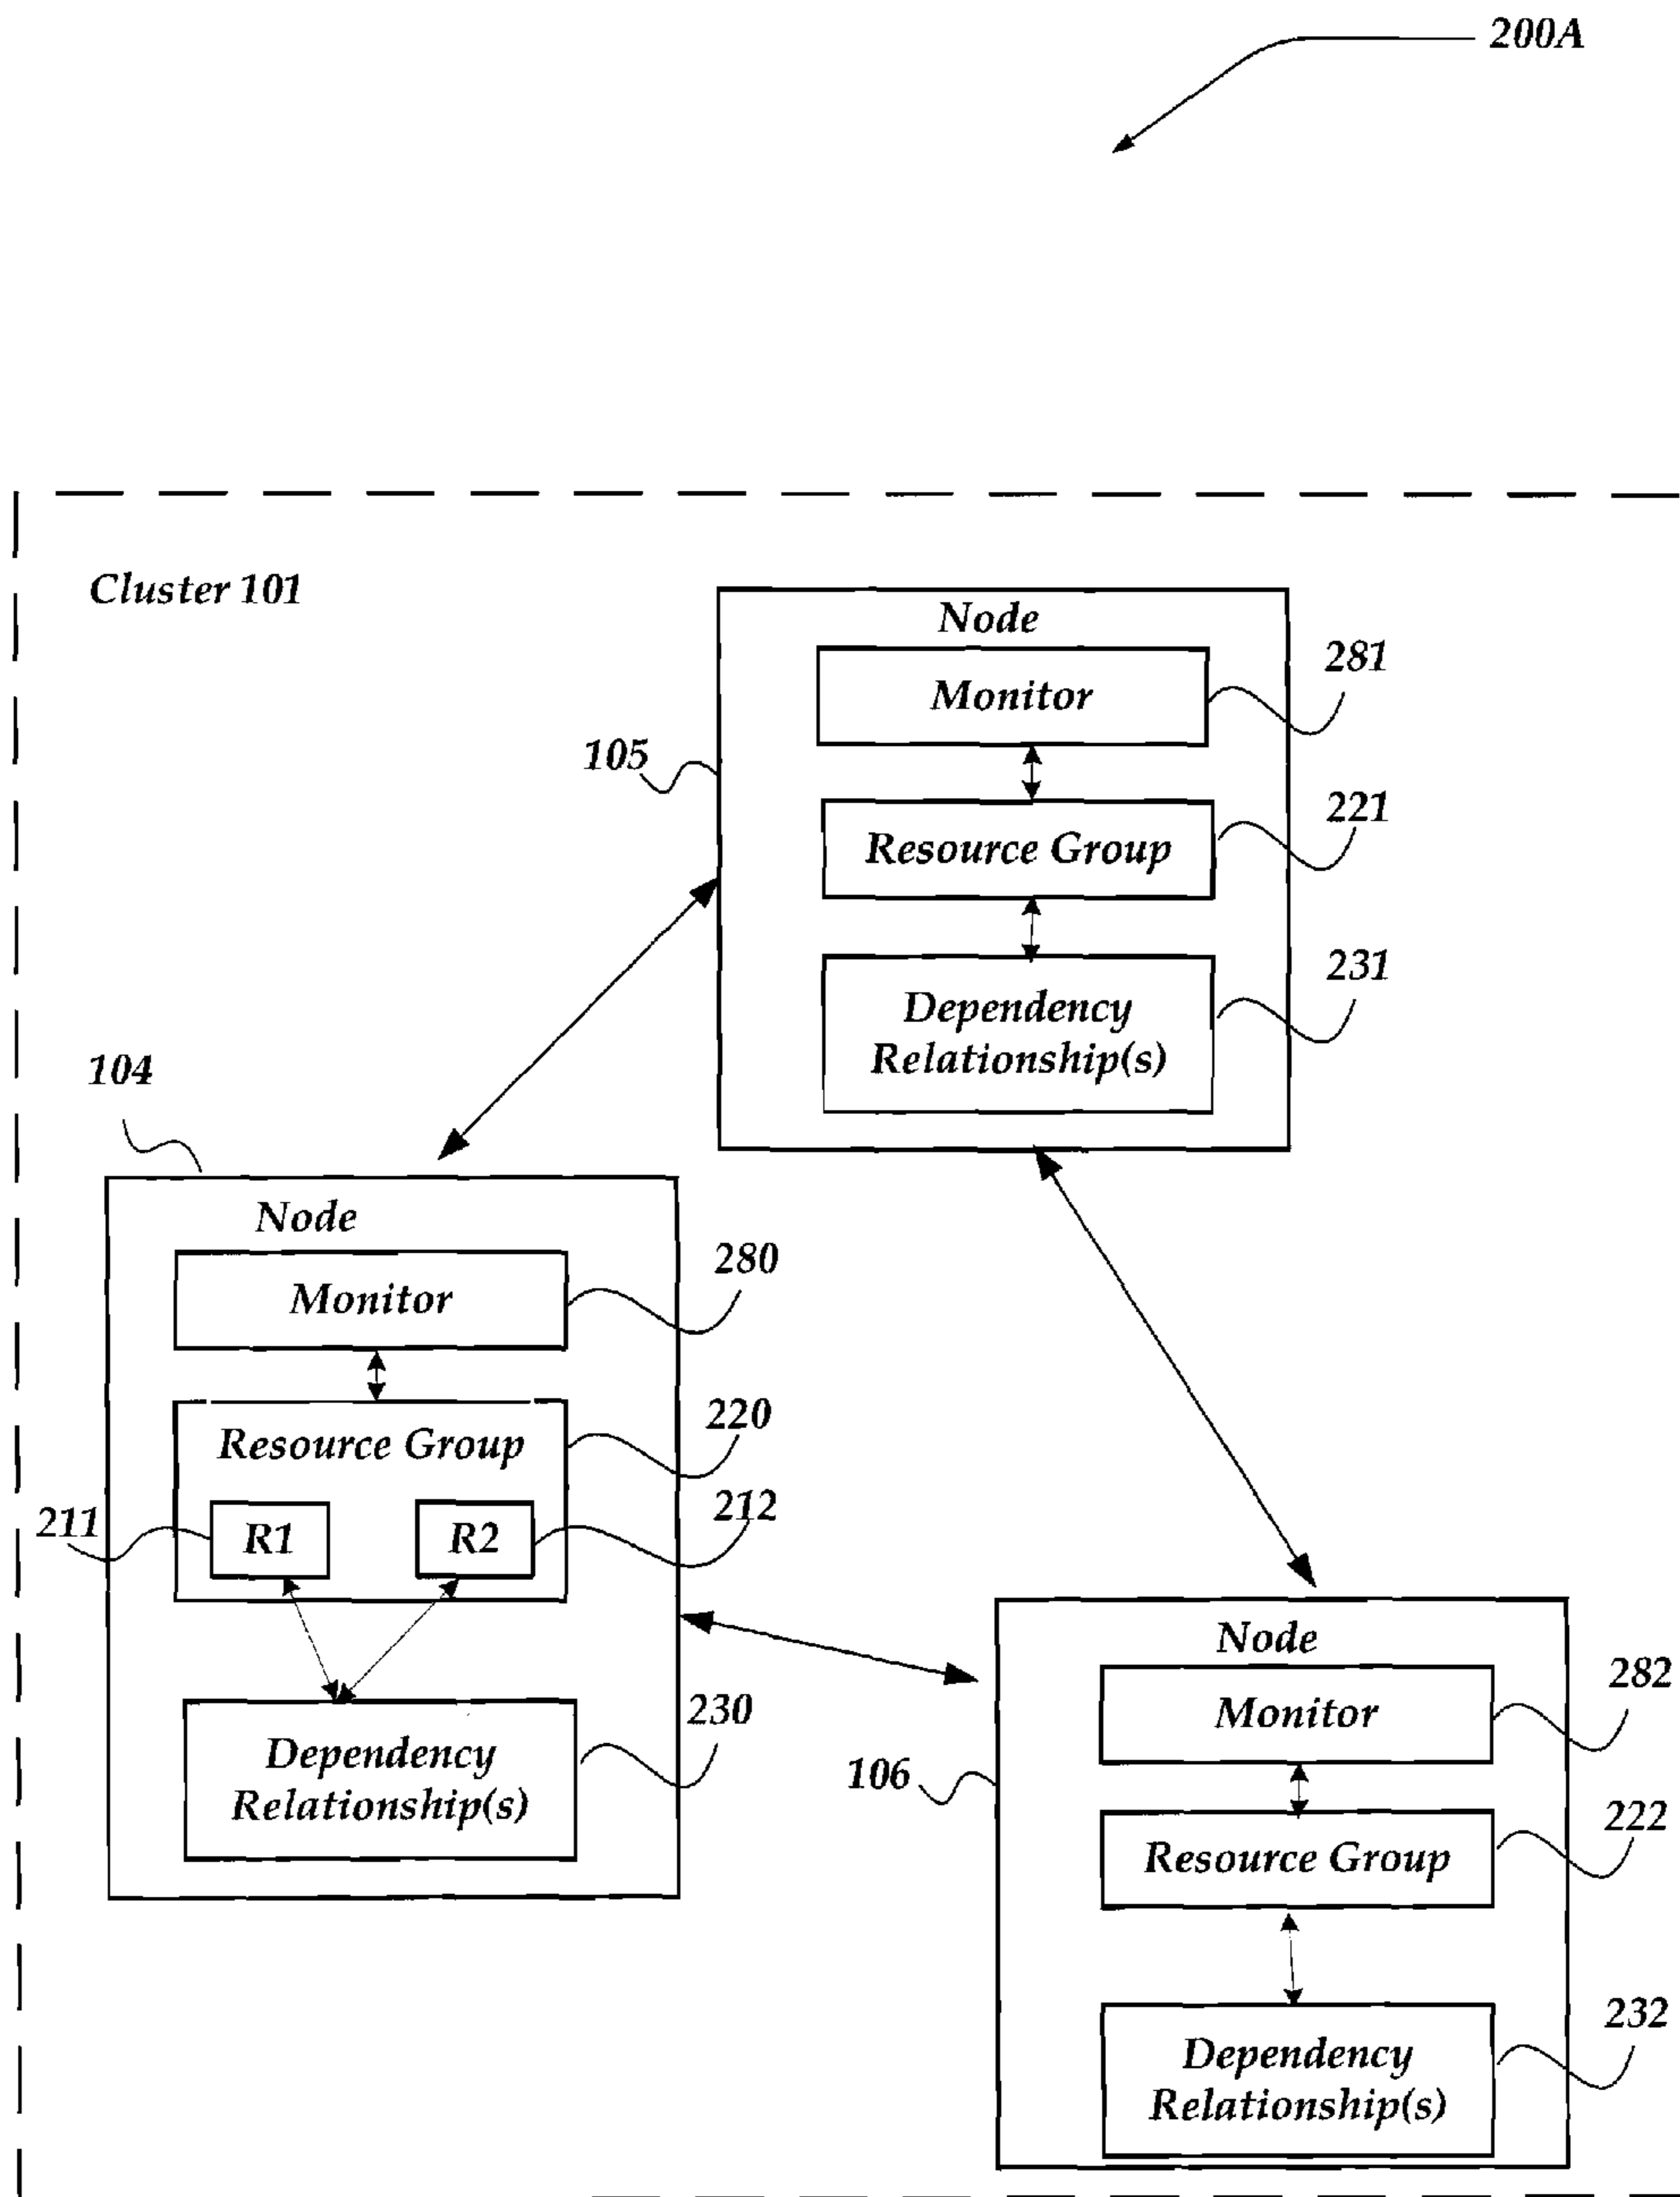 200A
Cluster 101
Node
Monitor
281
105
Resource Group
221
Dependency
Relationship(s)
231
104
Node
Monitor
280
Resource Group
220
211
R1
R2
212
Dependency
Relationship(s)
230
Node
Monitor
282
106
Resource Group
222
Dependency
Relationship(s)
232